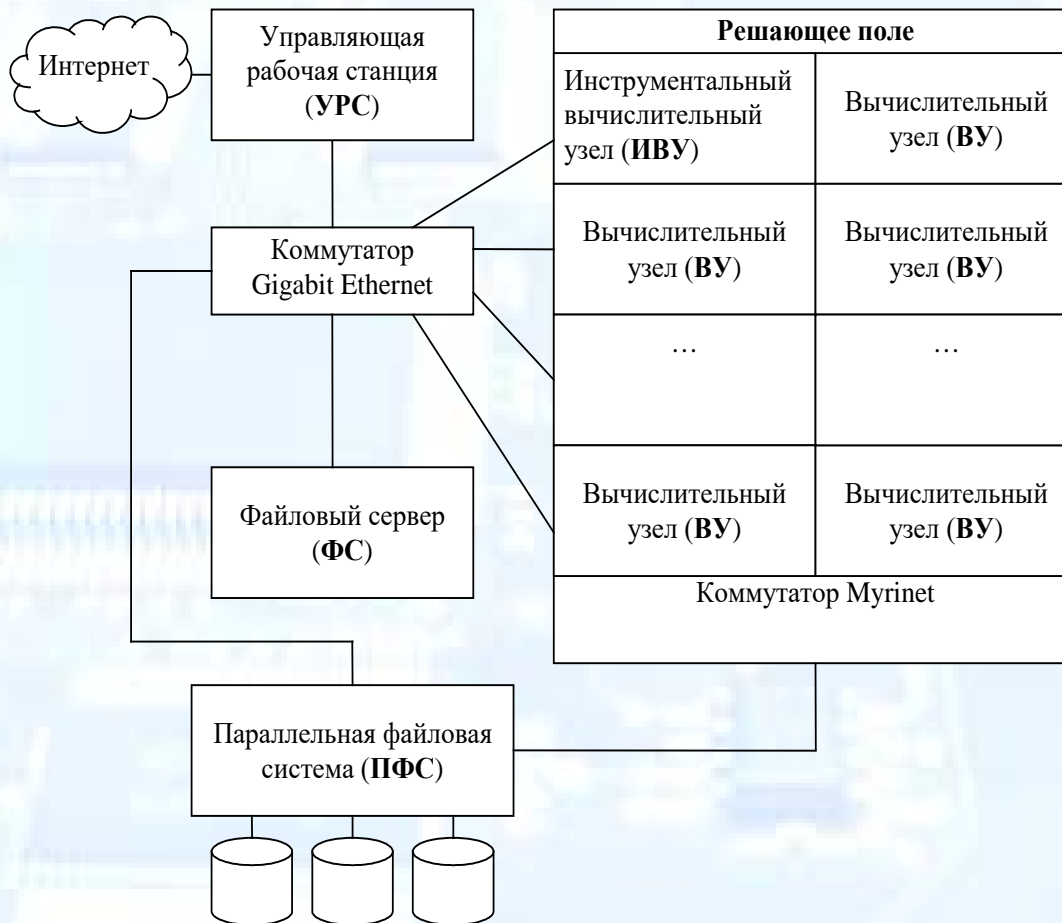 Интернет
Управляющая
рабочая станция
(УРС)
Коммутатор
Gigabit Ethernet
Файловый сервер
(ФС)
Параллельная файловая
система (ПФС)
Решающее поле
Инструментальный
вычислительный
узел (ИВУ)
Вычислительный
узел (ВУ)
Вычислительный
узел (ВУ)
Вычислительный
узел (ВУ)
…
…
Вычислительный
узел (ВУ)
Вычислительный
узел (ВУ)
Коммутатор Myrinet